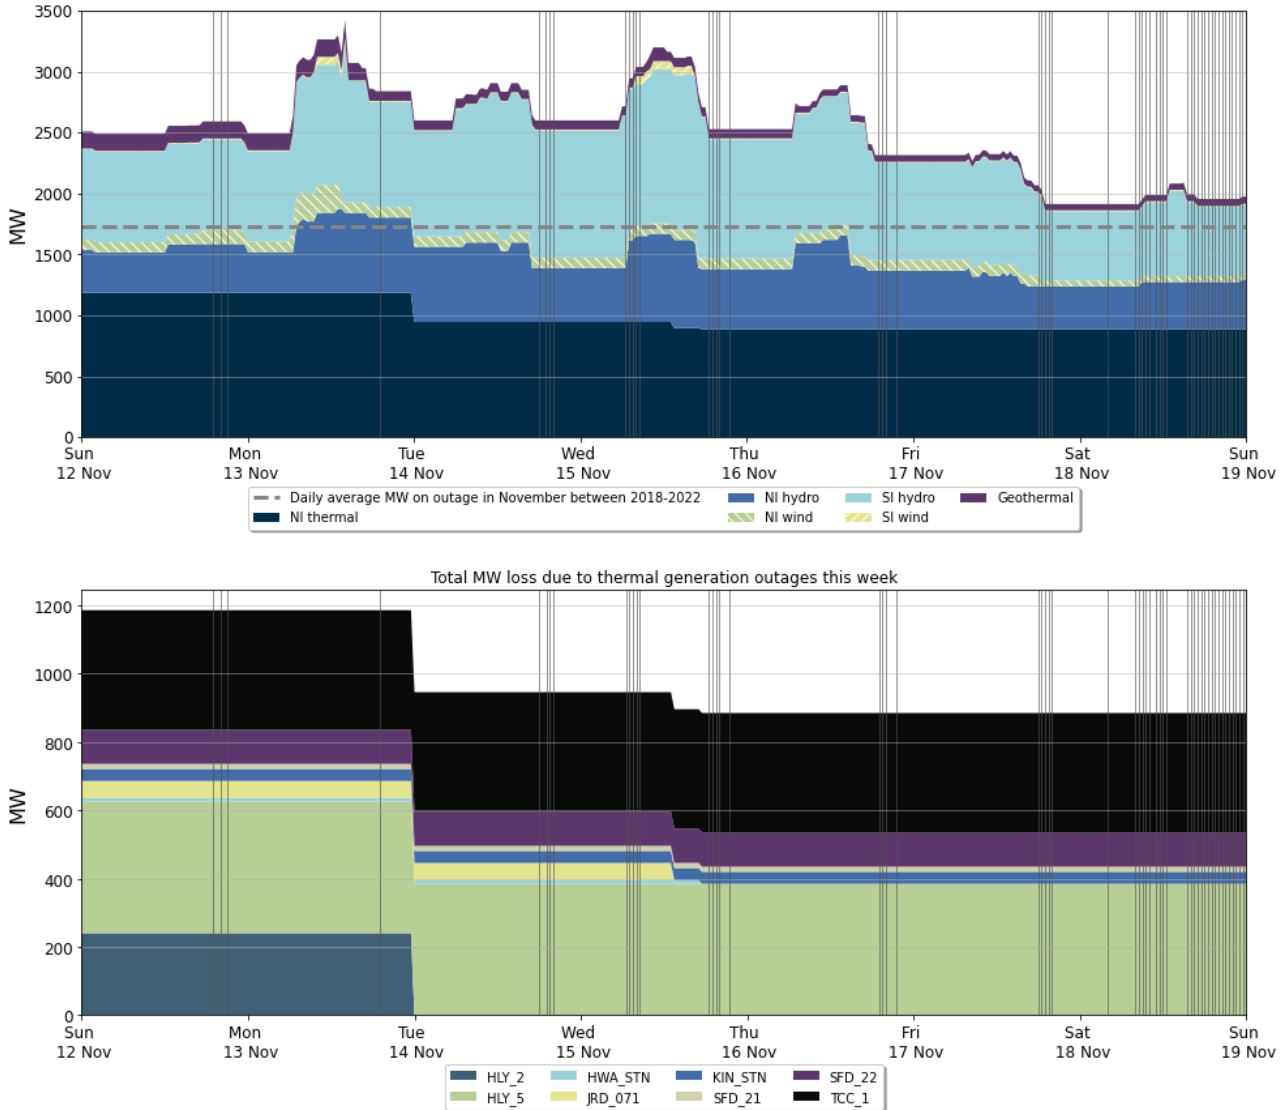 3500
3000
2500
2000
1500
1000
500
0
MW
Sun Mon Tue Wed Thu Fri Sat Sun
12 Nov 13 Nov 14 Nov 15 Nov 16 Nov 17 Nov 18 Nov 19 Nov
Daily average MW on outage in November between 2018-2022 NI hydro SI hydro Geothermal
NI thermal NI wind SI wind
Total MW loss due to thermal generation outages this week
1200
1000
800
600
400
200
0
MW
Sun Mon Tue Wed Thu Fri Sat Sun
12 Nov 13 Nov 14 Nov 15 Nov 16 Nov 17 Nov 18 Nov 19 Nov
HLY_2 HWA_STN KIN_STN SFD_22
HLY_5 JRD_071 SFD_21 TCC_1